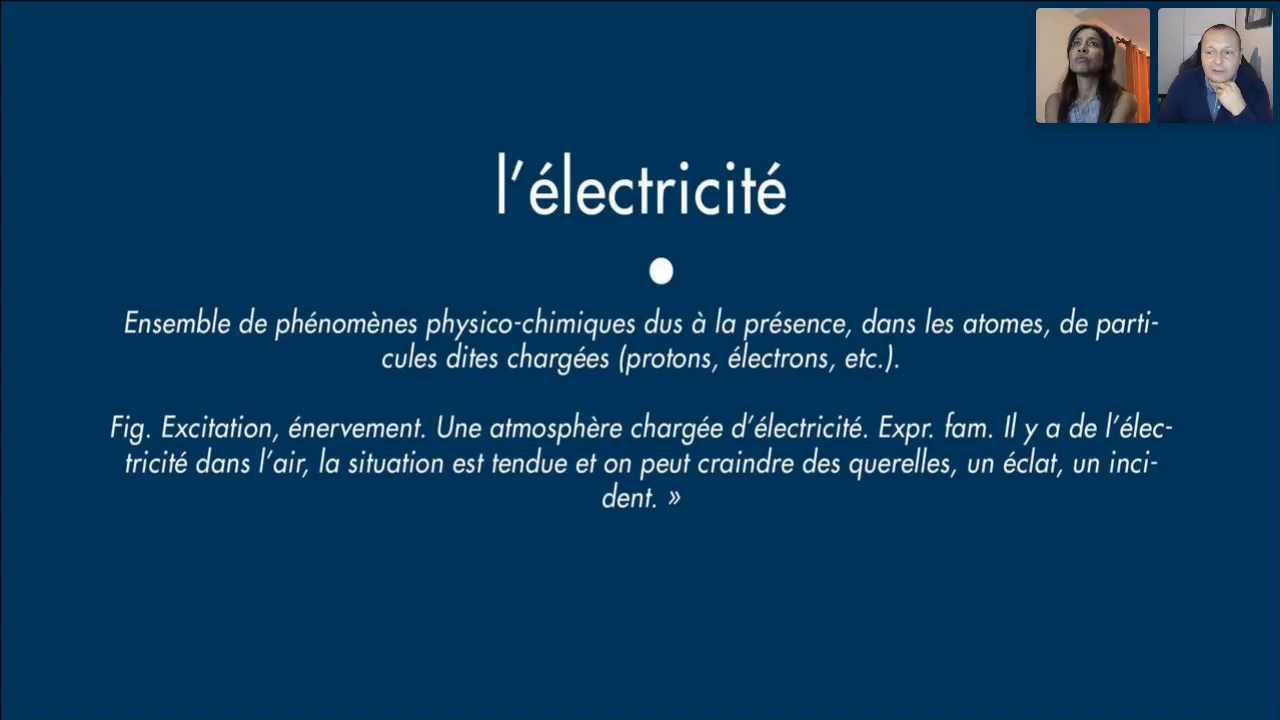 l’électricité
Ensemble de phénomènes physico-chimiques dus à la présence, dans les atomes, de parti-
cules dites chargées (protons, électrons, etc.).
Fig. Excitation, énervement. Une atmosphère chargée d’électricité. Expr. fam. Il y a de l’élec-
tricité dans l’air, la situation est tendue et on peut craindre des querelles, un éclat, un inci-
dent. »